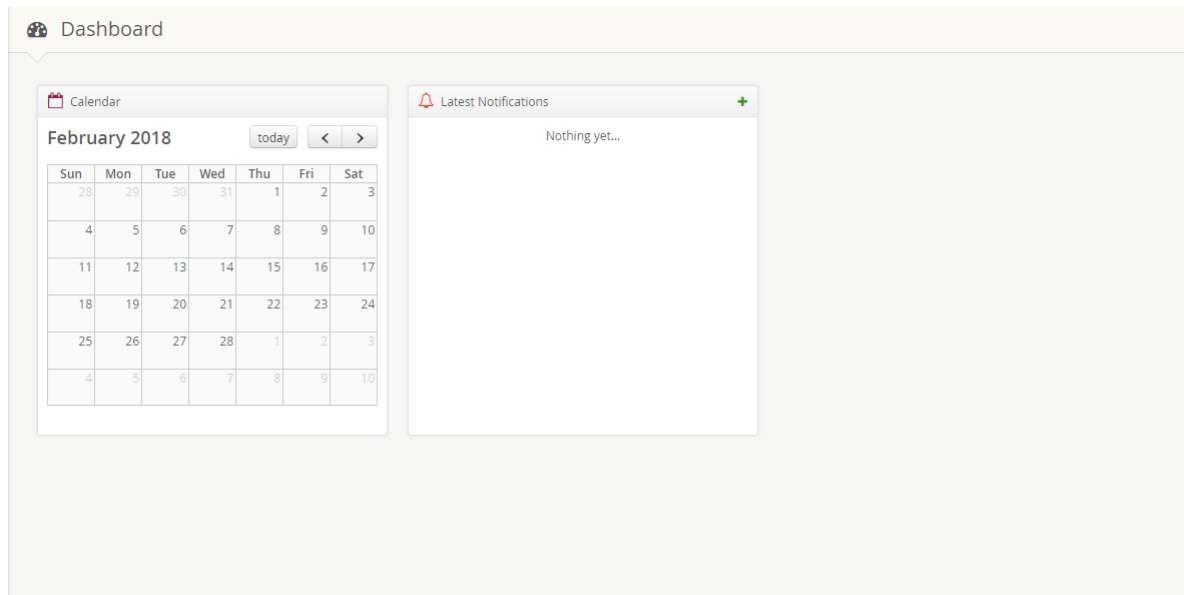 Dashboard
Calendar
February 2018 today
Sun Mon Tue Wed Thu Fri Sat
28 29 30 31 1 2 3
4 5 6 7 8 9 10
11 12 13 14 15 16 17
18 19 20 21 22 23 24
25 26 27 28 1 2 3
4 5 6 7 8 9 10
Latest Notifications
Nothing yet...